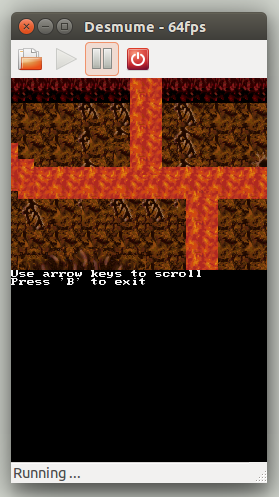 Desmume - 64fps
Use arrow keys to scroll
Press 'B' to exit
Running ...